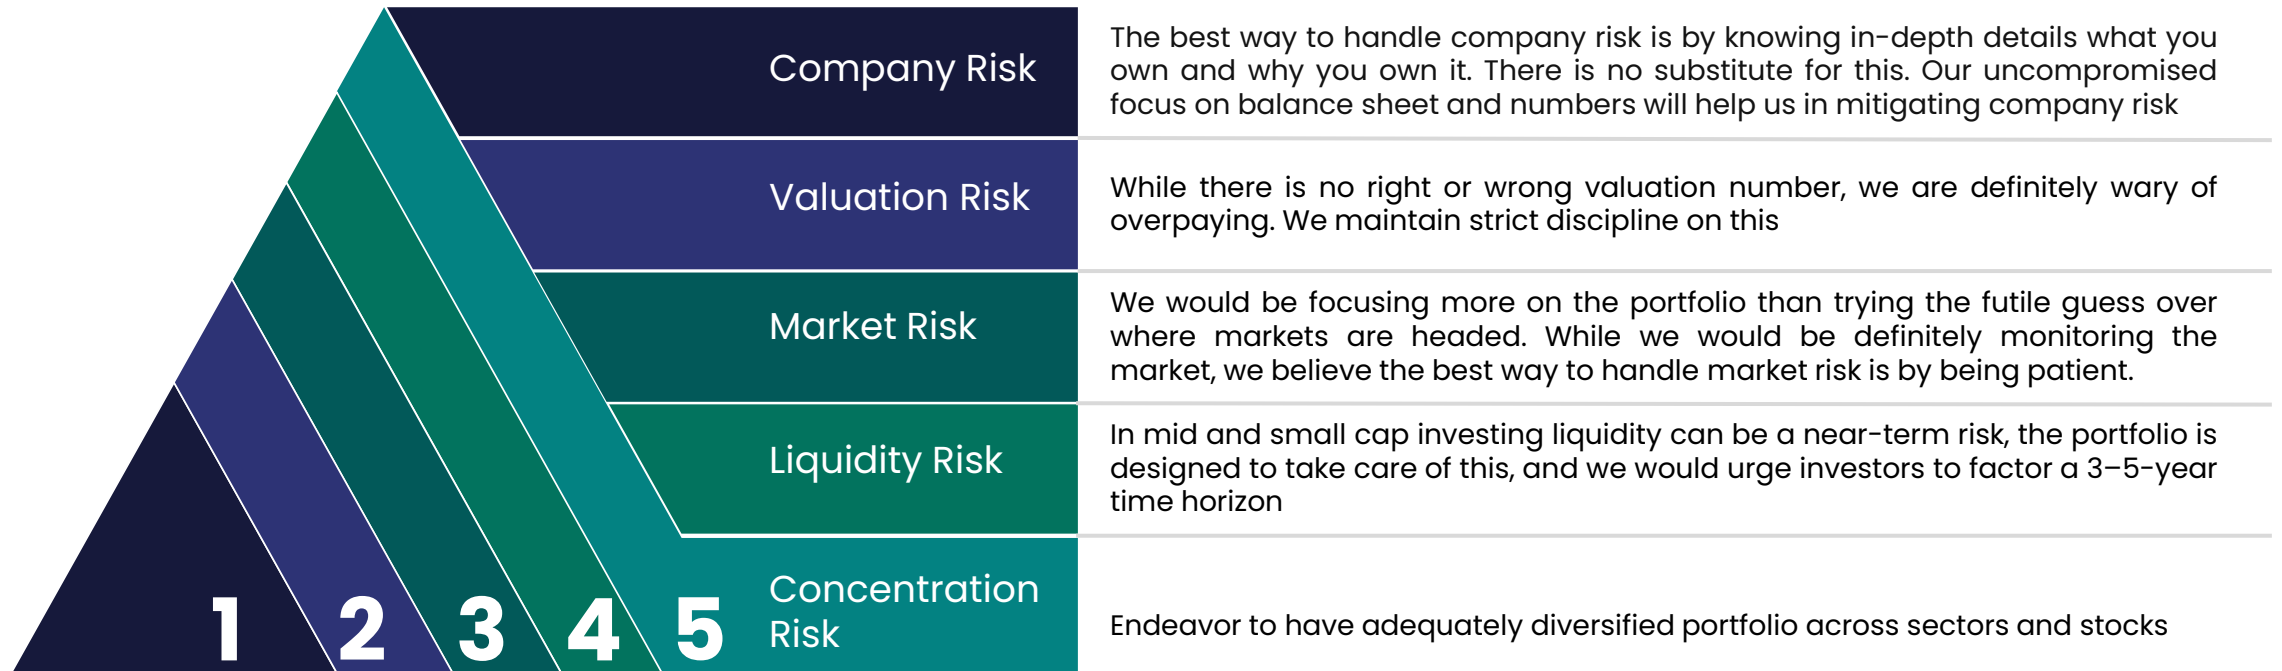 Company Risk
The best way to handle company risk is by knowing in-depth details what you
own and why you own it. There is no substitute for this. Our uncompromised
focus on balance sheet and numbers will help us in mitigating company risk
Valuation Risk
While there is no right or wrong valuation number, we are definitely wary of
overpaying. We maintain strict discipline on this
Market Risk
We would be focusing more on the portfolio than trying the futile guess over
where markets are headed. While we would be definitely monitoring the
market, we believe the best way to handle market risk is by being patient.
Liquidity Risk
In mid and small cap investing liquidity can be a near-term risk, the portfolio is
designed to take care of this, and we would urge investors to factor a 3–5-year
time horizon
1 2 3 4 5
Concentration
Risk
Endeavor to have adequately diversified portfolio across sectors and stocks